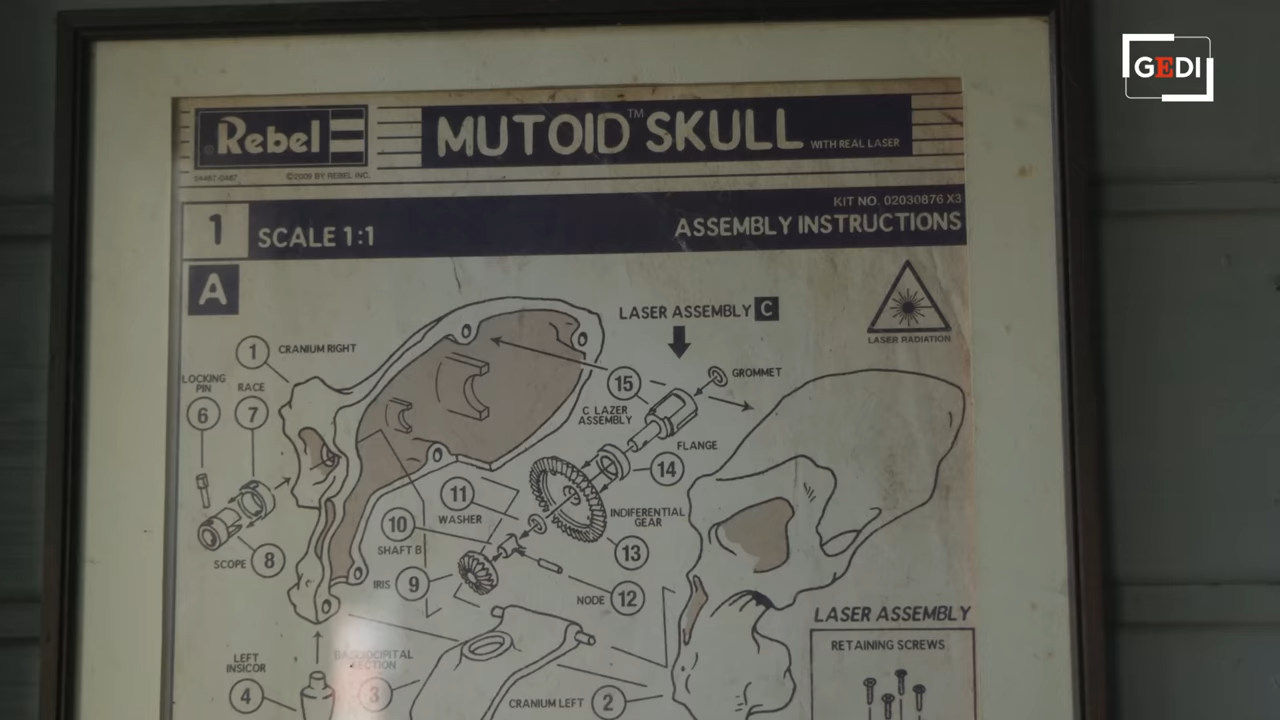 GEDI
® Rebel
MUTOID™ SKULL WITH REAL LASER
©2009 BY REBEL INC.
KIT NO. 02030876 X3
1 SCALE 1:1
ASSEMBLY INSTRUCTIONS
A
LASER ASSEMBLY C
LASER RADIATION
1 CRANIUM RIGHT
LOCKING
PIN
6
RACE
7
15
GROMMET
C LAZER
ASSEMBLY
FLANGE
14
11
WASHER
10
SHAFT B
INDIFERENTIAL
GEAR
13
SCOPE 8
IRIS 9
NODE 12
LASER ASSEMBLY
RETAINING SCREWS
LEFT
INSICOR
4
BASIOCIPITAL
SECTION
3
CRANIUM LEFT 2